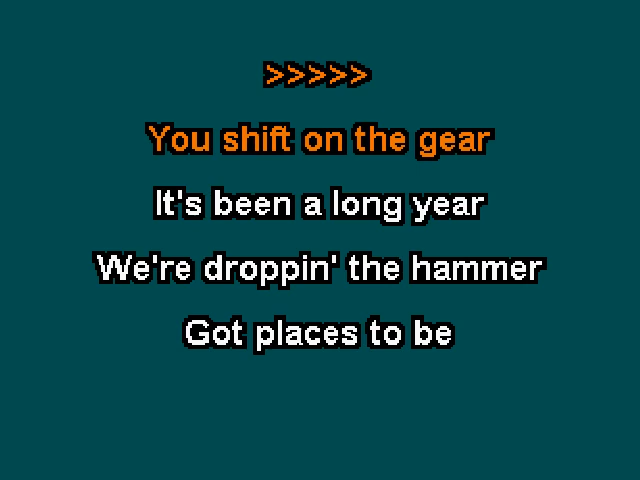 >>>>>
You shift on the gear
It's been a long year
We're droppin' the hammer
Got places to be